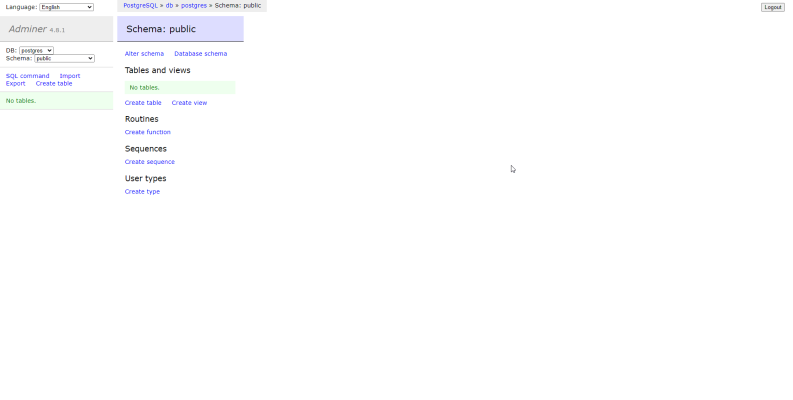 Language: English
PostgreSQL » db » postgres » Schema: public
Logout
Adminer 4.8.1
DB: postgres
Schema: public
SQL command Import
Export Create table
No tables.
Schema: public
Alter schema Database schema
Tables and views
No tables.
Create table Create view
Routines
Create function
Sequences
Create sequence
User types
Create type